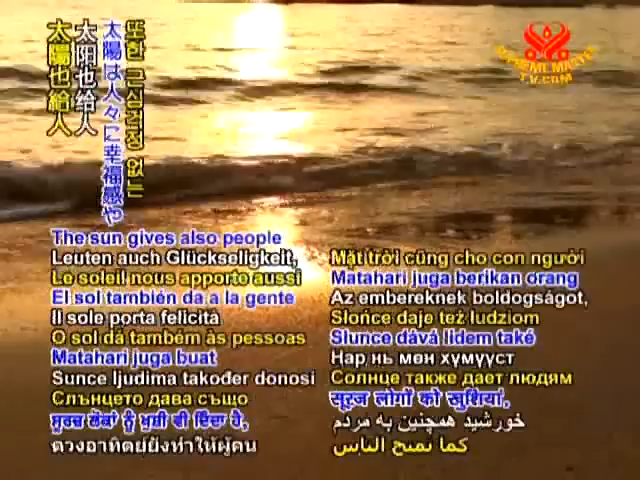 太陽也給人
太阳也给人
太陽は人々に幸福感や
또한 근심걱정 없는
SUPREME MASTER
TV.COM
The sun gives also people
Leuten auch Glückseligkeit,
Le soleil nous apporte aussi
El sol también da a la gente
Il sole porta felicità
O sol dá também às pessoas
Matahari juga buat
Sunce ljudima također donosi
Слънцето дава също
ਸੂਰਜ ਲੋਕਾਂ ਨੂੰ ਖੁਸ਼ੀ ਵੀ ਦਿੰਦਾ ਹੈ,
ดวงอาทิตย์ยังทำให้ผู้คน
Mặt trời cũng cho con người
Matahari juga berikan orang
Az embereknek boldogságot,
Słońce daje też ludziom
Slunce dává lidem také
Нар нь мөн хүмүүст
Солнце также дает людям
सूरज लोगों को खुशियां,
خورشید همچنین به مردم
كما تمنح الناس